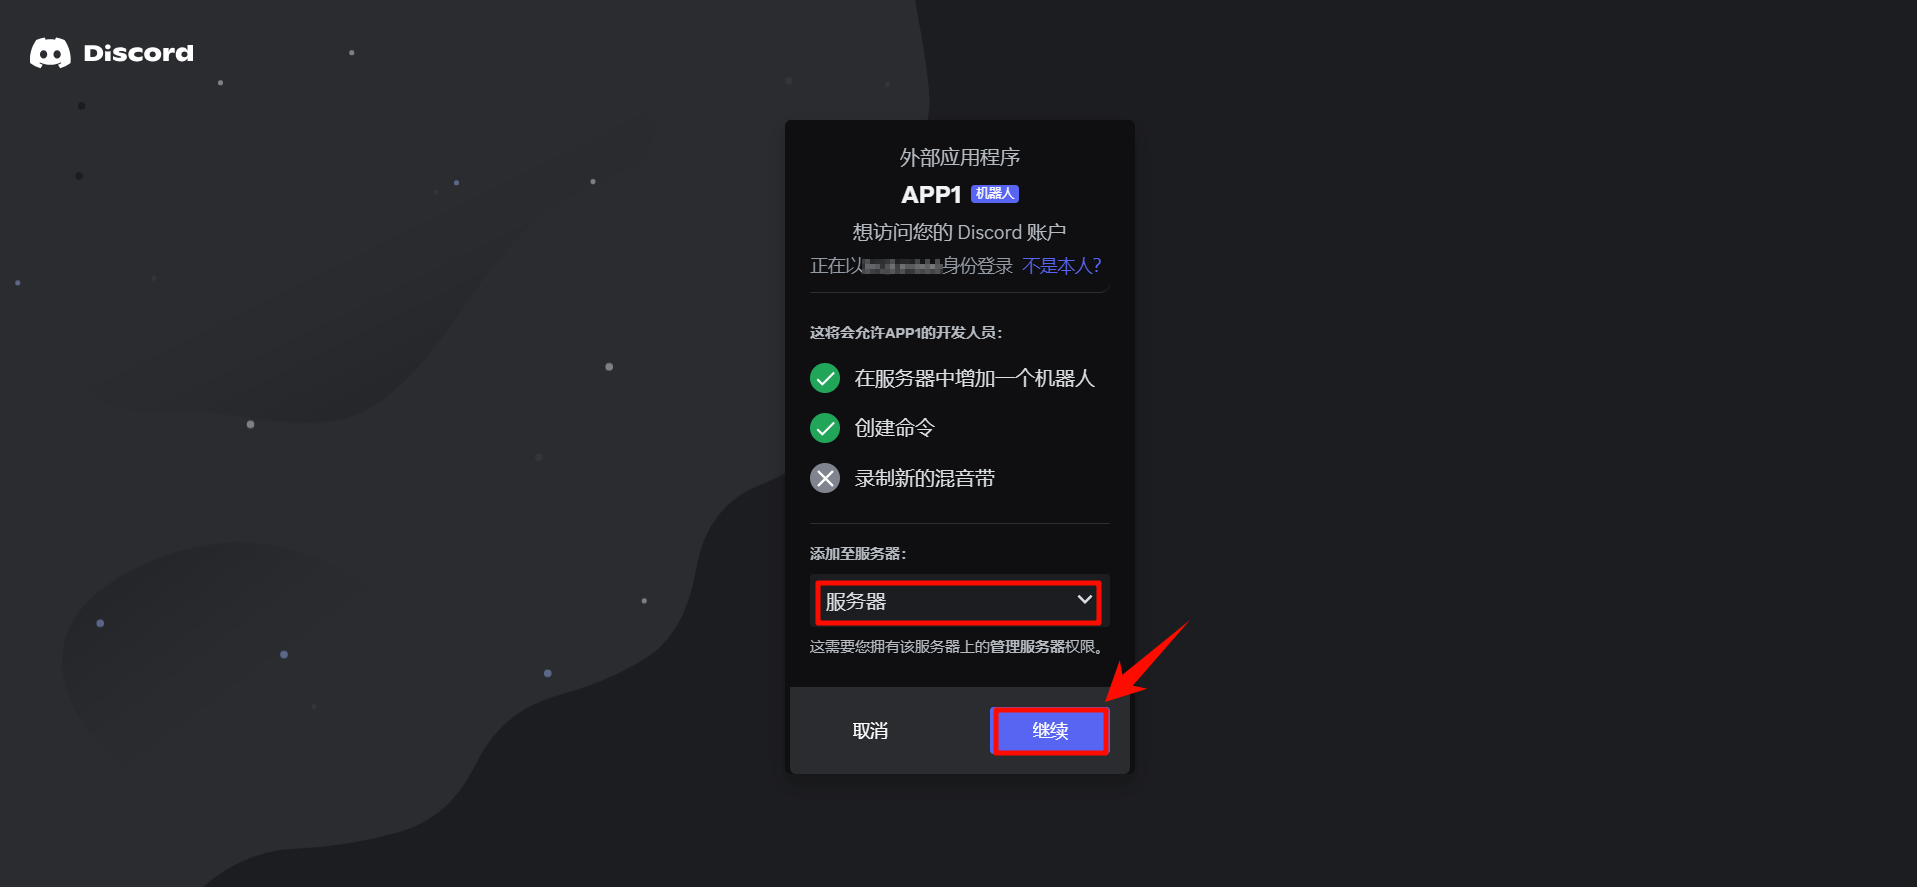 Discord
外部应用程序
APP1 机器人
想访问您的 Discord 账户
正在以 身份登录 不是本人?
这将会允许APP1的开发人员：
在服务器中增加一个机器人
创建命令
录制新的混音带
添加至服务器：
服务器
这需要您拥有该服务器上的管理服务器权限。
取消
继续